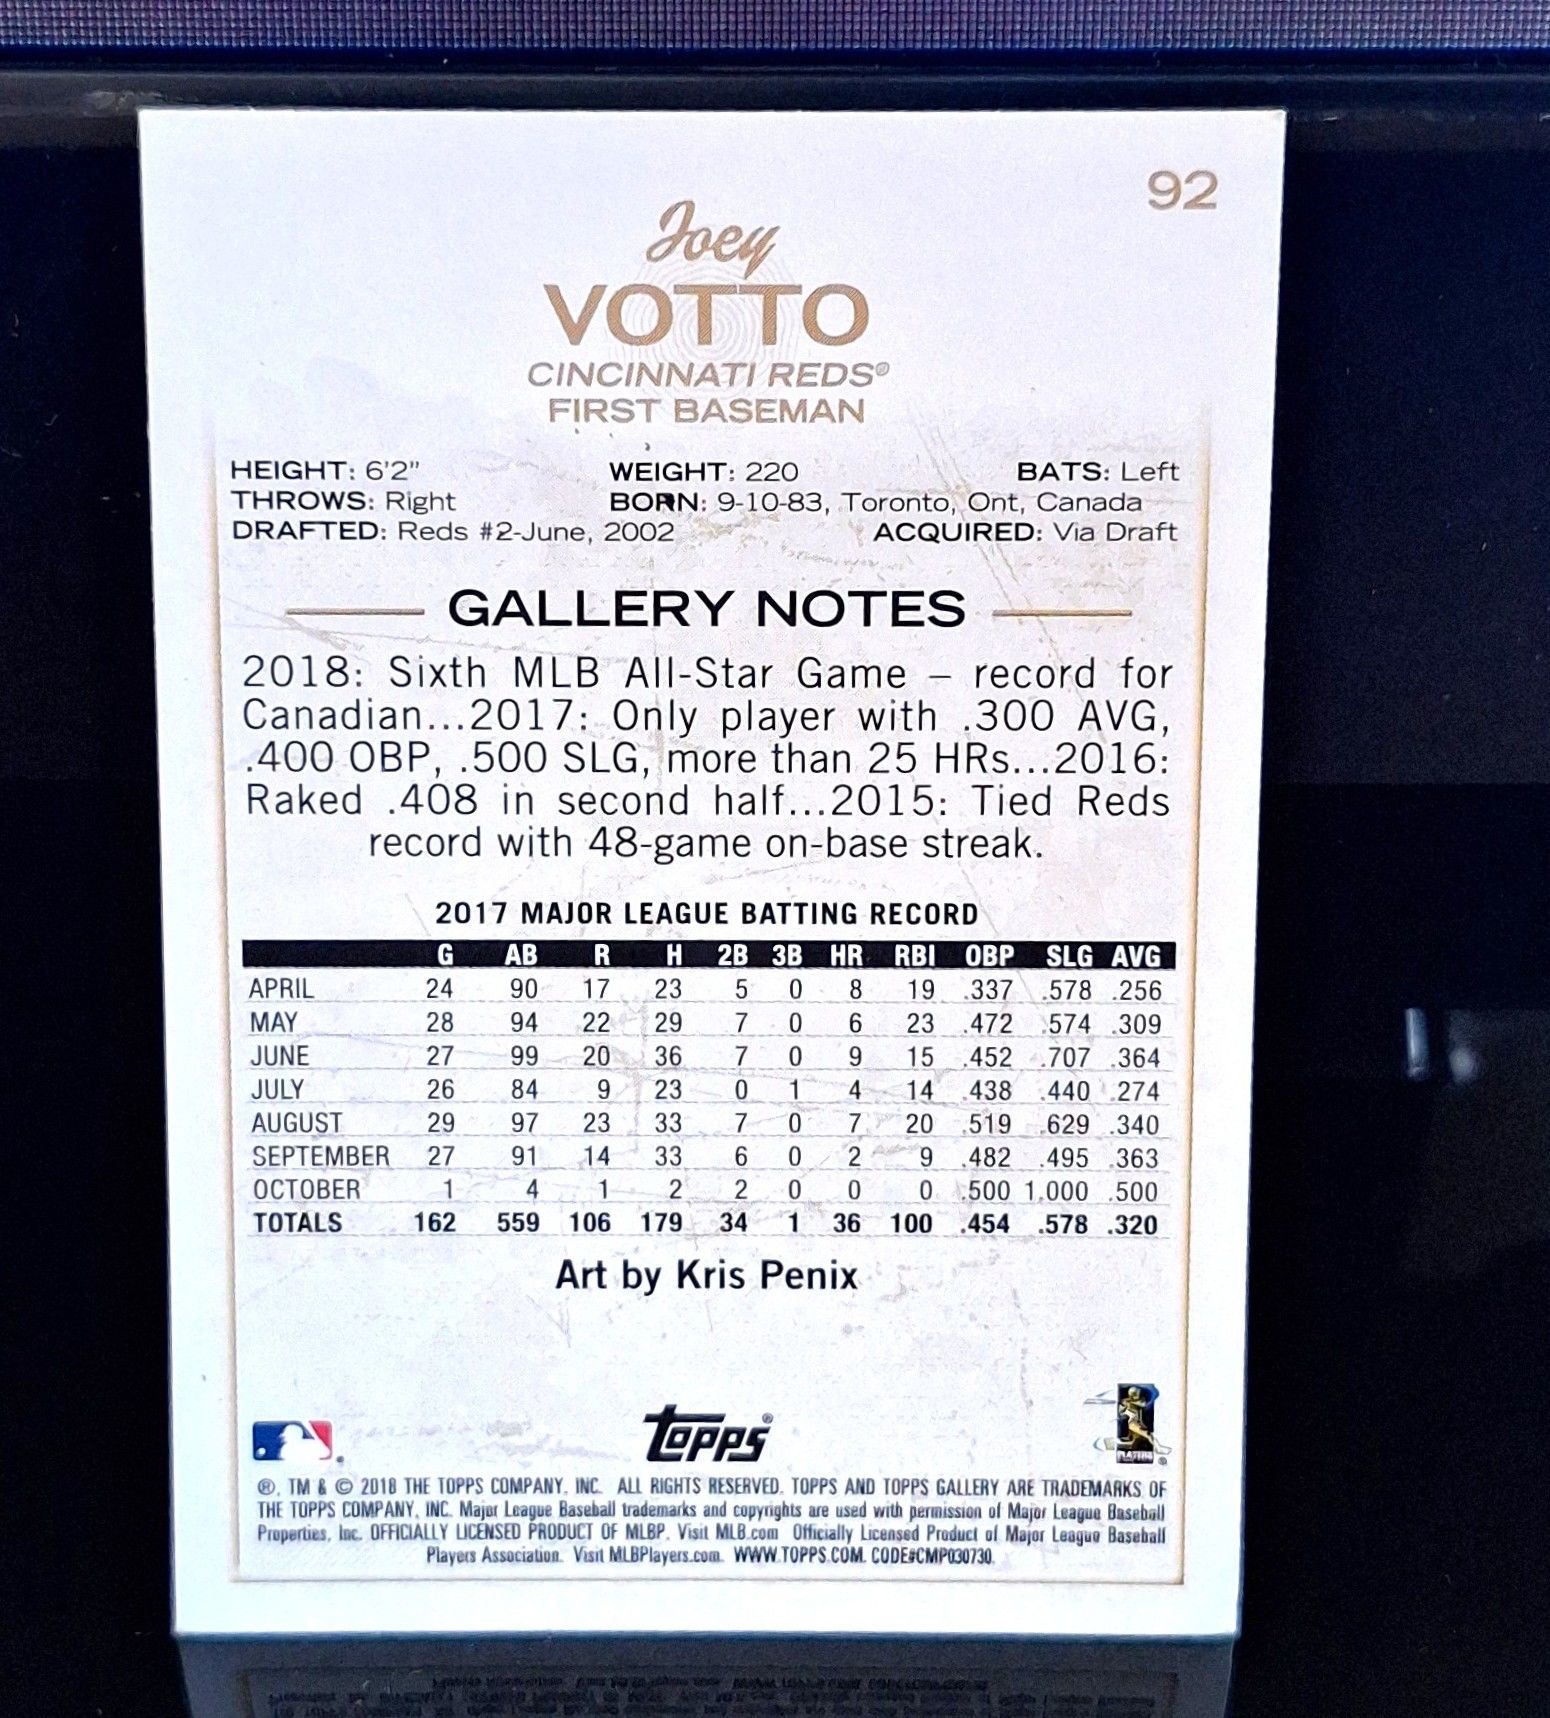 92
Joey
VOTTO
CINCINNATI REDS®
FIRST BASEMAN
HEIGHT: 6'2" WEIGHT: 220 BATS: Left
THROWS: Right BORN: 9-10-83, Toronto, Ont, Canada
DRAFTED: Reds #2-June, 2002 ACQUIRED: Via Draft
GALLERY NOTES
2018: Sixth MLB All-Star Game – record for
Canadian...2017: Only player with .300 AVG,
.400 OBP, .500 SLG, more than 25 HRs...2016:
Raked .408 in second half...2015: Tied Reds
record with 48-game on-base streak.
2017 MAJOR LEAGUE BATTING RECORD
G AB R H 2B 3B HR RBI OBP SLG AVG
APRIL 24 90 17 23 5 0 8 19 .337 .578 .256
MAY 28 94 22 29 7 0 6 23 .472 .574 .309
JUNE 27 99 20 36 7 0 9 15 .452 .707 .364
JULY 26 84 9 23 0 1 4 14 .438 .440 .274
AUGUST 29 97 23 33 7 0 7 20 .519 .629 .340
SEPTEMBER 27 91 14 33 6 0 2 9 .482 .495 .363
OCTOBER 1 4 1 2 2 0 0 0 .500 1.000 .500
TOTALS 162 559 106 179 34 1 36 100 .454 .578 .320
Art by Kris Penix
Topps®
PLAYERS
®, TM & © 2018 THE TOPPS COMPANY, INC. ALL RIGHTS RESERVED. TOPPS AND TOPPS GALLERY ARE TRADEMARKS OF
THE TOPPS COMPANY, INC. Major League Baseball trademarks and copyrights are used with permission of Major League Baseball
Properties, Inc. OFFICIALLY LICENSED PRODUCT OF MLBP. Visit MLB.com Officially Licensed Product of Major League Baseball
Players Association. Visit MLBPlayers.com. WWW.TOPPS.COM. CODE#CMP030730.